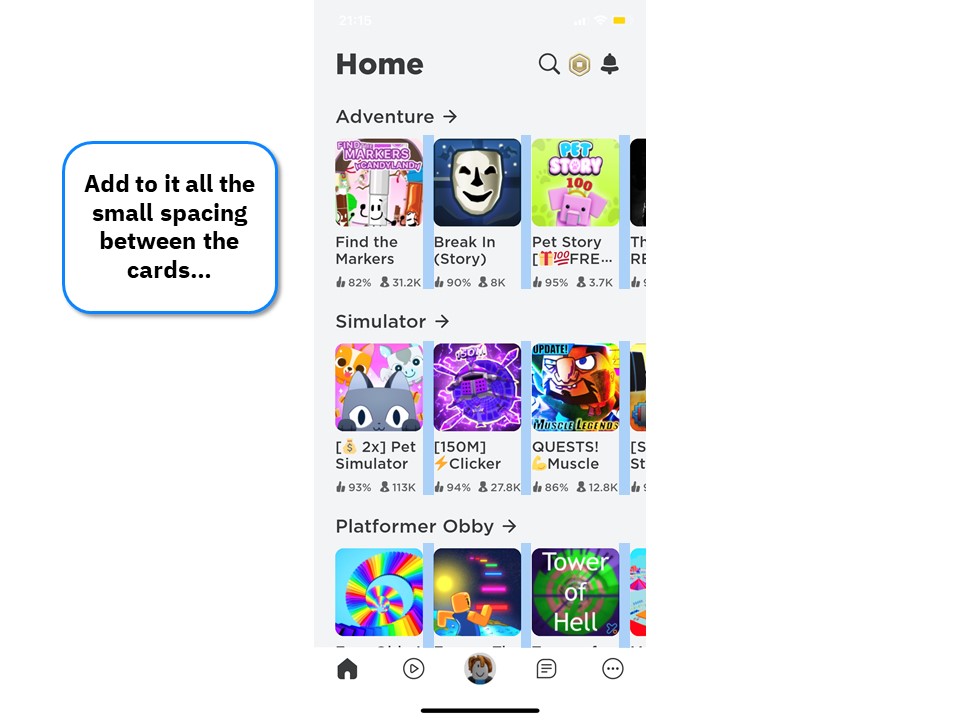 21:15
Home
Add to it all the
small spacing
between the
cards...
Adventure →
FIND THE
MARKERS
CANDYLAND
PET
STORY
100
Find the
Markers
Break In
(Story)
Pet Story
[🎁💯FRE...
Th
RE
82% 31.2K
90% 8K
95% 3.7K
9
Simulator →
150M
UPDATE!
MUSCLE LEGENDS
[💰 2x] Pet
Simulator
[150M]
⚡Clicker
QUESTS!
💪Muscle
[S
St
93% 113K
94% 27.8K
86% 12.8K
9
Platformer Obby →
Tower
of
Hell